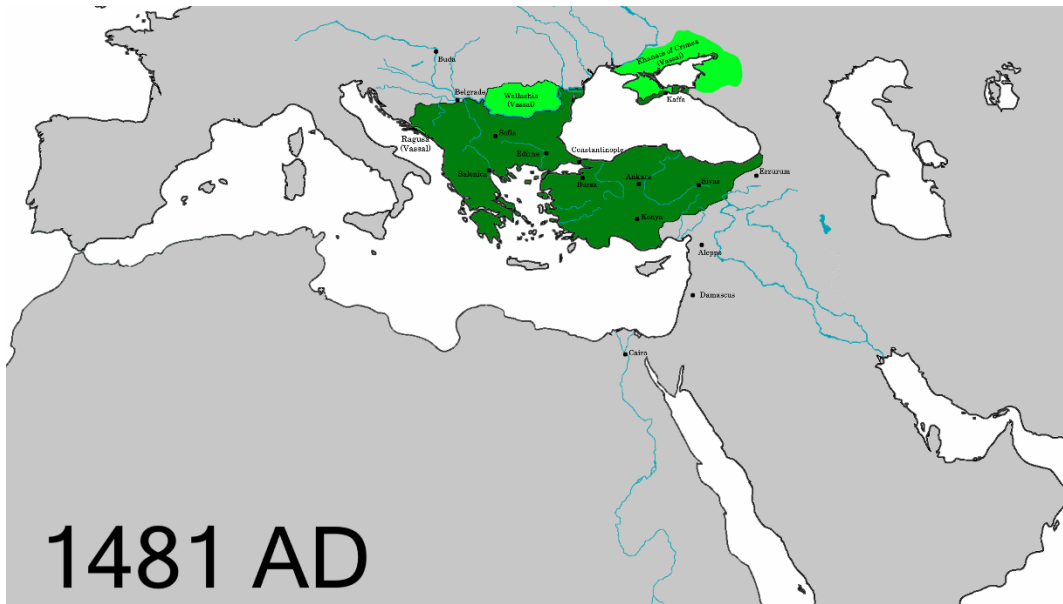 Buda
Khanate of Crimea
(Vassal)
Belgrade
Wallachia
(Vassal)
Kaffa
Ragusa
(Vassal)
Sofia
Edirne
Constantinople
Salonica
Bursa
Ankara
Sivas
Erzurum
Konya
Aleppo
Damascus
Cairo
1481 AD